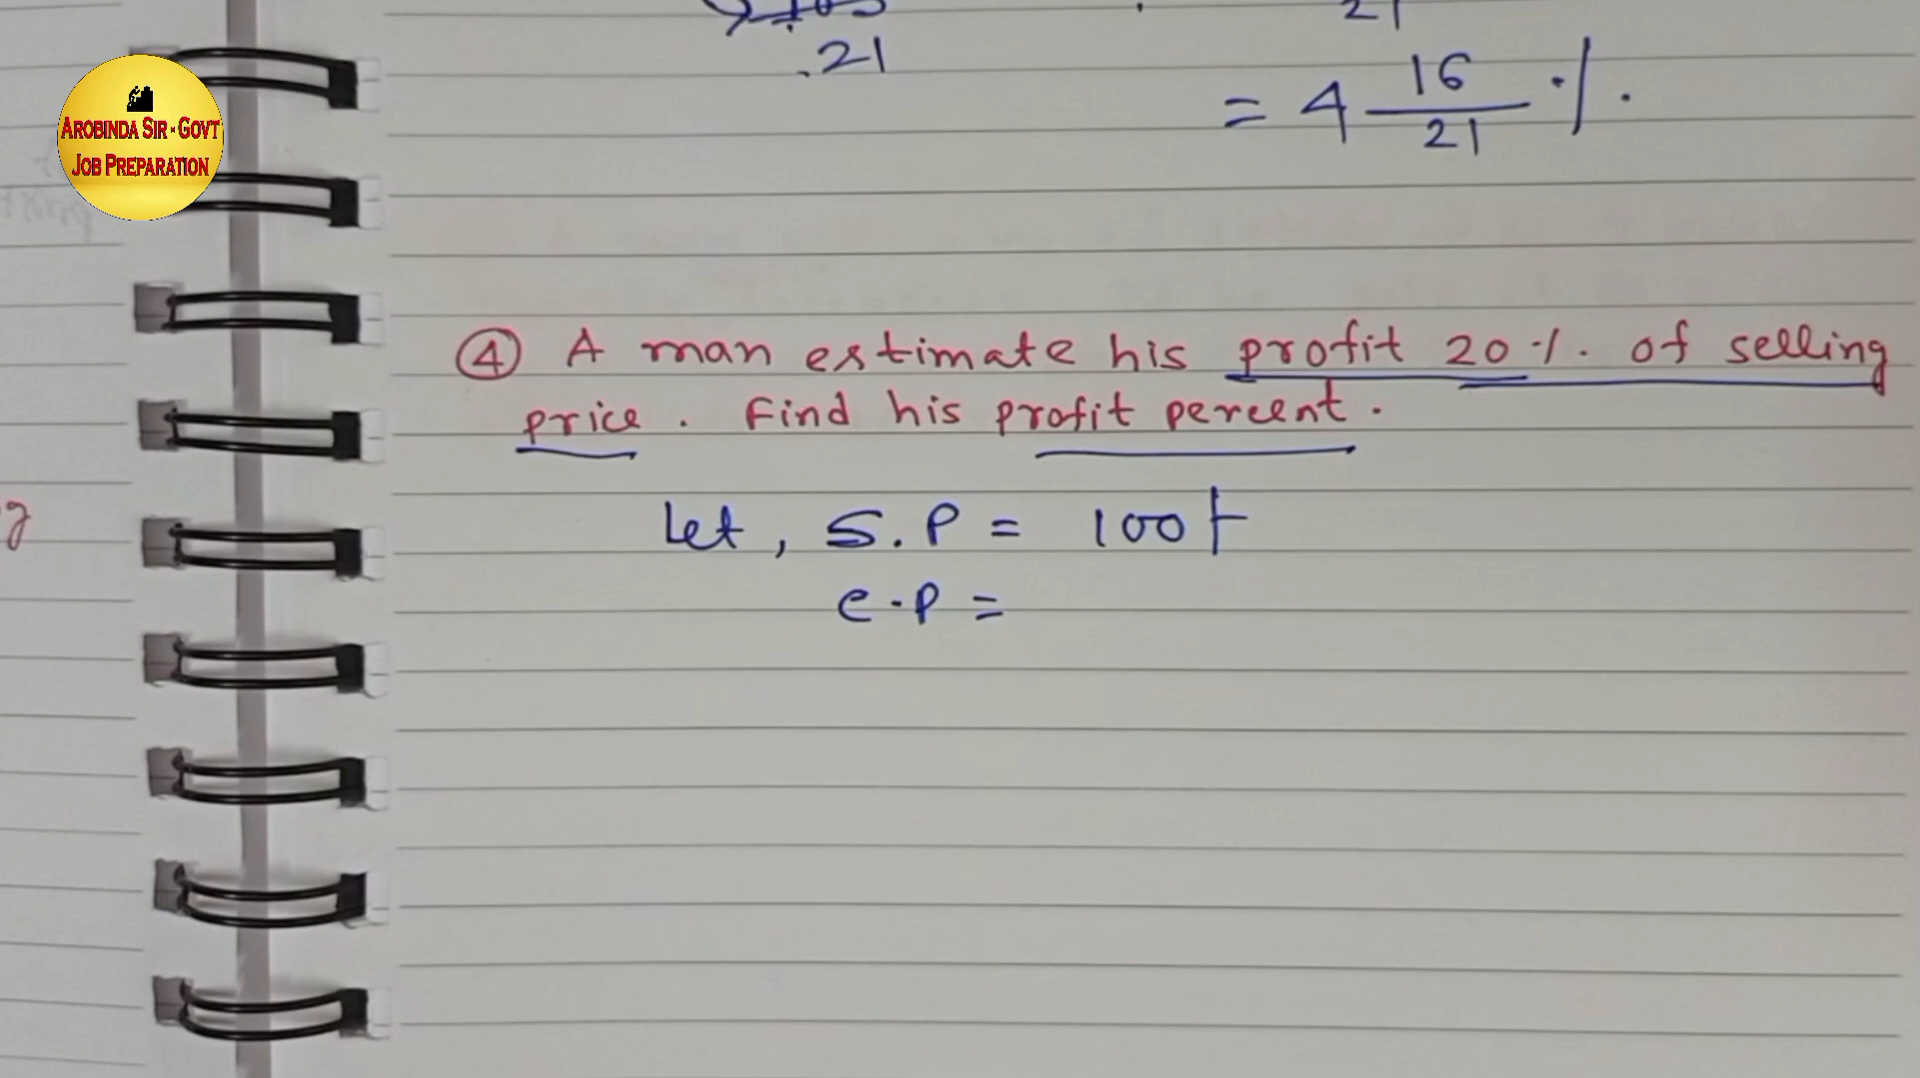 .21
21
= 4 16/21 %.
AROBINDA SIR - GOVT
JOB PREPARATION
④ A man estimate his profit 20%. of selling
price. Find his profit percent.
Let, S.P = 100
C.P =